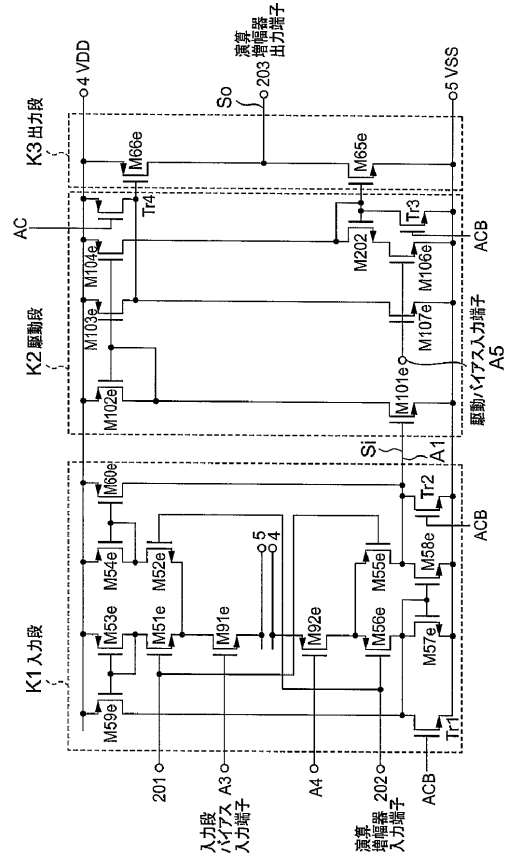 K1 入力段
K2 駆動段
K3 出力段
4 VDD
M59e
M53e
M54e
M60e
M102e
M103e
M104e
AC
Tr4
M66e
So
演算
増幅器
203 出力端子
201
M51e
M52e
A3
入力段
バイアス
入力端子
M91e
5
4
A4
M92e
202
演算
増幅器
入力端子
M56e
M55e
Si
A1
M101e
M107e
M106e
M202
M65e
ACB
Tr1
M57e
M58e
Tr2
ACB
駆動バイアス入力端子
A5
Tr3
ACB
5 VSS